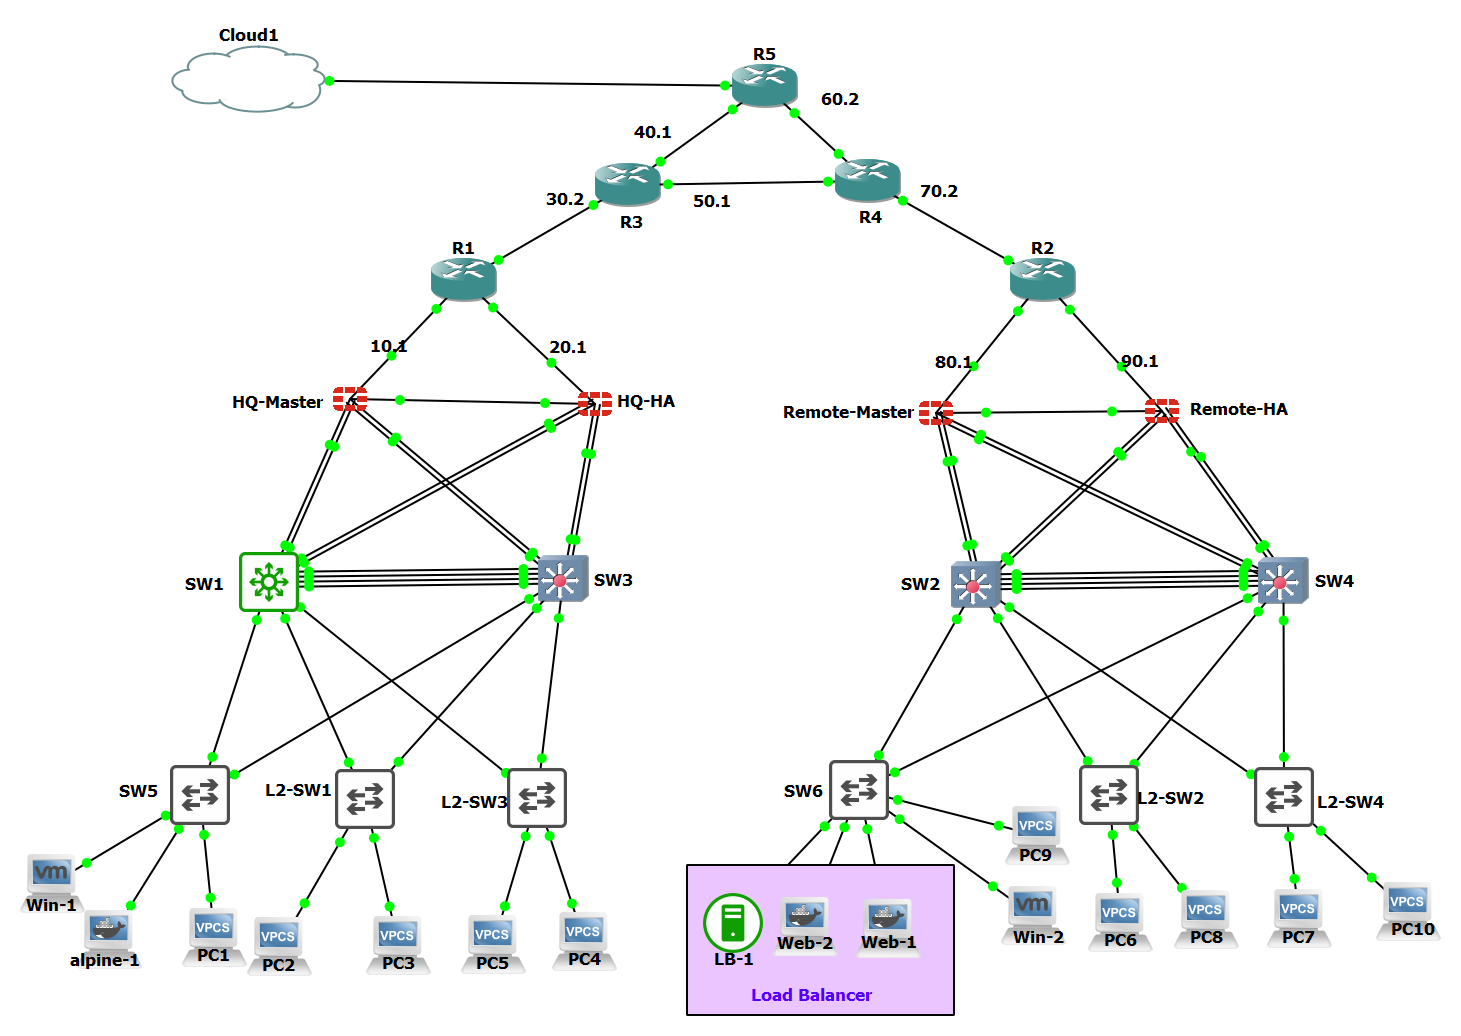 Cloud1
R5
60.2
40.1
30.2
50.1
70.2
R3
R4
R1
R2
10.1
20.1
80.1
90.1
HQ-Master
HQ-HA
Remote-Master
Remote-HA
SW1
SW3
SW2
SW4
SW5
L2-SW1
L2-SW3
SW6
L2-SW2
L2-SW4
vm
Win-1
alpine-1
VPCS
PC1
VPCS
PC2
VPCS
PC3
VPCS
PC5
VPCS
PC4
LB-1
Web-2
Web-1
Load Balancer
VPCS
PC9
vm
Win-2
VPCS
PC6
VPCS
PC8
VPCS
PC7
VPCS
PC10